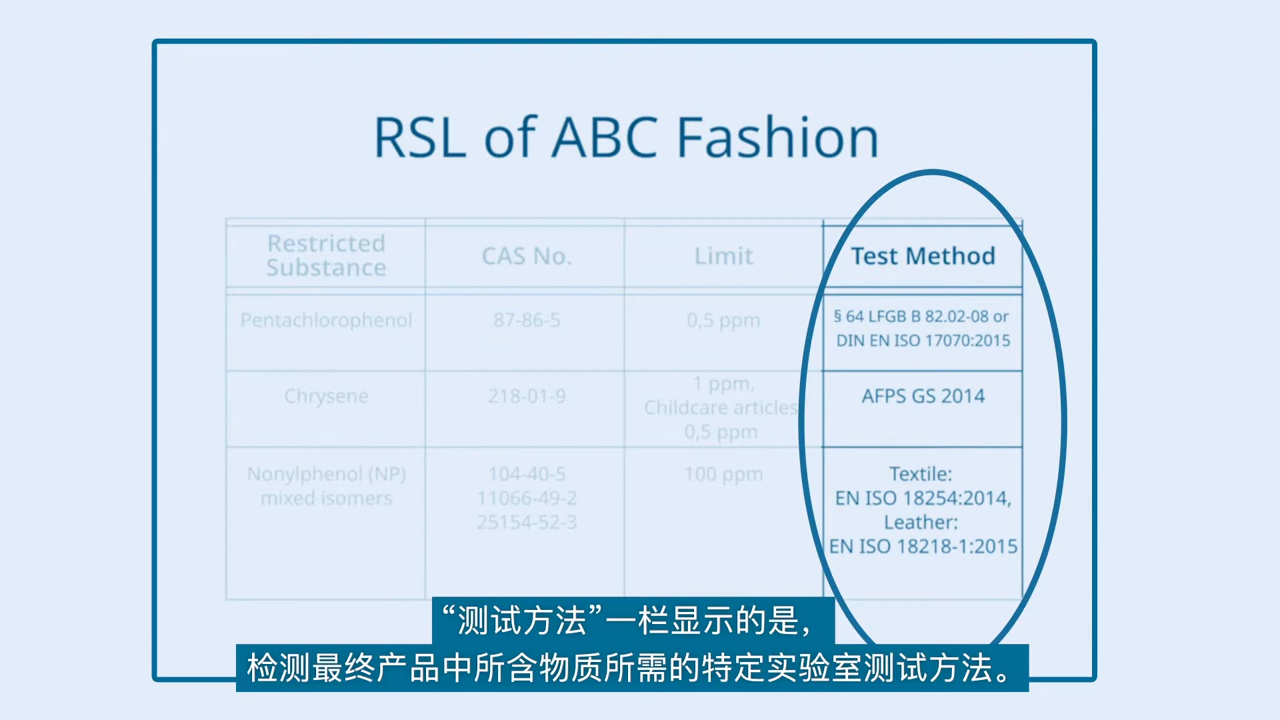 RSL of ABC Fashion
Restricted
Substance
CAS No.
Limit
Test Method
Pentachlorophenol
87-86-5
0,5 ppm
§ 64 LFGB B 82.02-08 or
DIN EN ISO 17070:2015
Chrysene
218-01-9
1 ppm,
Childcare articles
0,5 ppm
AFPS GS 2014
Nonylphenol (NP)
mixed isomers
104-40-5
11066-49-2
25154-52-3
100 ppm
Textile:
EN ISO 18254:2014,
Leather:
EN ISO 18218-1:2015
“测试方法”一栏显示的是，
检测最终产品中所含物质所需的特定实验室测试方法。